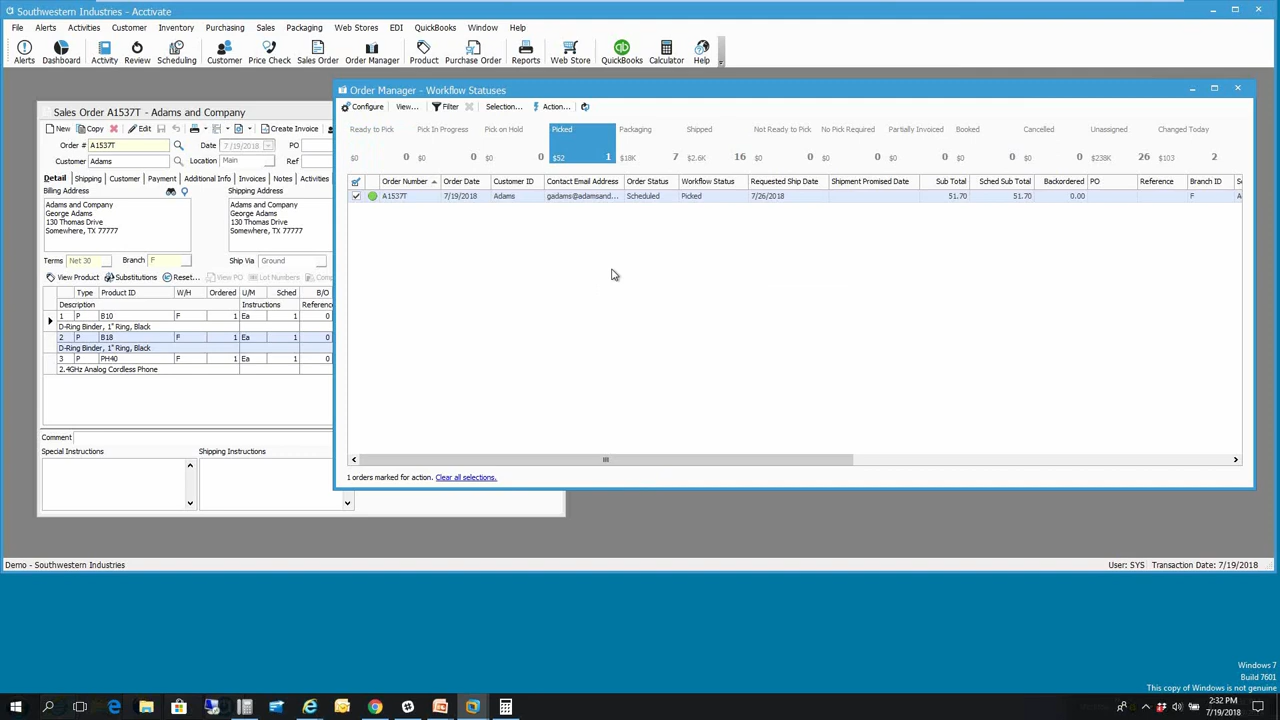 Southwestern Industries - Acctivate
File Alerts Activities Customer Inventory Purchasing Sales Packaging Web Stores EDI QuickBooks Window Help
Alerts Dashboard Activity Review Scheduling Customer Price Check Sales Order Order Manager Product Purchase Order Reports Web Store QuickBooks Calculator Help
Order Manager - Workflow Statuses
Configure View... Filter Selection... Action...
Ready to Pick Pick In Progress Pick on Hold Picked Packaging Shipped Not Ready to Pick No Pick Required Partially Invoiced Booked Cancelled Unassigned Changed Today
$0 0 $0 0 $0 0 $52 1 $18K 7 $2.6K 16 $0 0 $0 0 $0 0 $0 0 $0 0 $238K 26 $103 2
Order Number Order Date Customer ID Contact Email Address Order Status Workflow Status Requested Ship Date Shipment Promised Date Sub Total Sched Sub Total Backordered PO Reference Branch ID
A1537T 7/19/2018 Adams gadams@adamsand... Scheduled Picked 7/26/2018 51.70 51.70 0.00 F
1 orders marked for action. Clear all selections.
Sales Order A1537T - Adams and Company
New Copy Edit Create Invoice
Order # A1537T Date 7/19/2018 PO
Customer Adams Location Main Ref
Detail Shipping Customer Payment Additional Info Invoices Notes Activities
Billing Address Shipping Address
Adams and Company Adams and Company
George Adams George Adams
130 Thomas Drive 130 Thomas Drive
Somewhere, TX 77777 Somewhere, TX 77777
Terms Net 30 Branch F Ship Via Ground
View Product Substitutions Reset... View PO Lot Numbers
Type Product ID W/H Ordered U/M Sched B/O
Description Instructions Reference
1 P B10 F 1 Ea 1 0
D-Ring Binder, 1" Ring, Black
2 P B18 F 1 Ea 1 0
D-Ring Binder, 1" Ring, Black
3 P PH40 F 1 Ea 1 0
2.4GHz Analog Cordless Phone
Comment
Special Instructions Shipping Instructions
Demo - Southwestern Industries User: SYS Transaction Date: 7/19/2018
Windows 7
Build 7601
This copy of Windows is not genuine
2:32 PM
7/19/2018